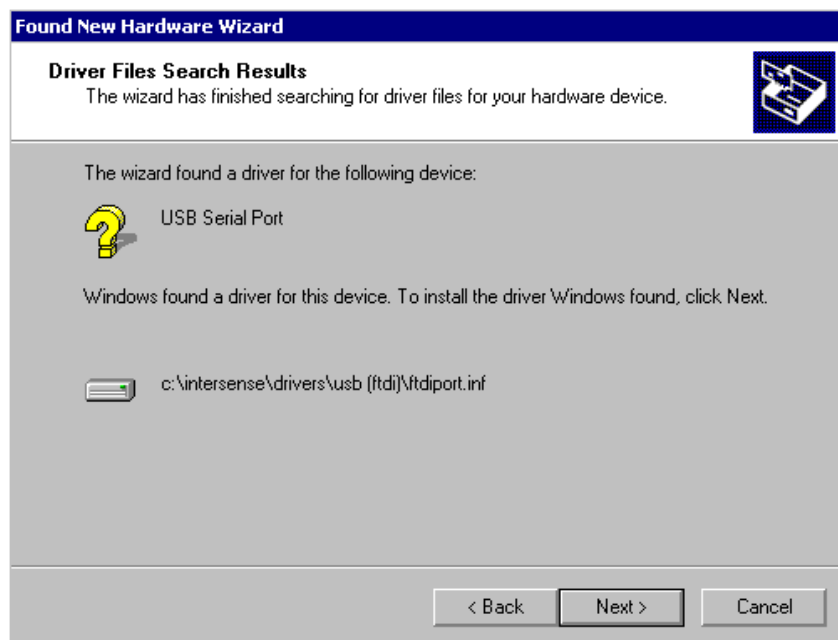 Found New Hardware Wizard
Driver Files Search Results
The wizard has finished searching for driver files for your hardware device.
The wizard found a driver for the following device:
USB Serial Port
Windows found a driver for this device. To install the driver Windows found, click Next.
c:\intersense\drivers\usb (ftdi)\ftdiport.inf
< Back
Next >
Cancel